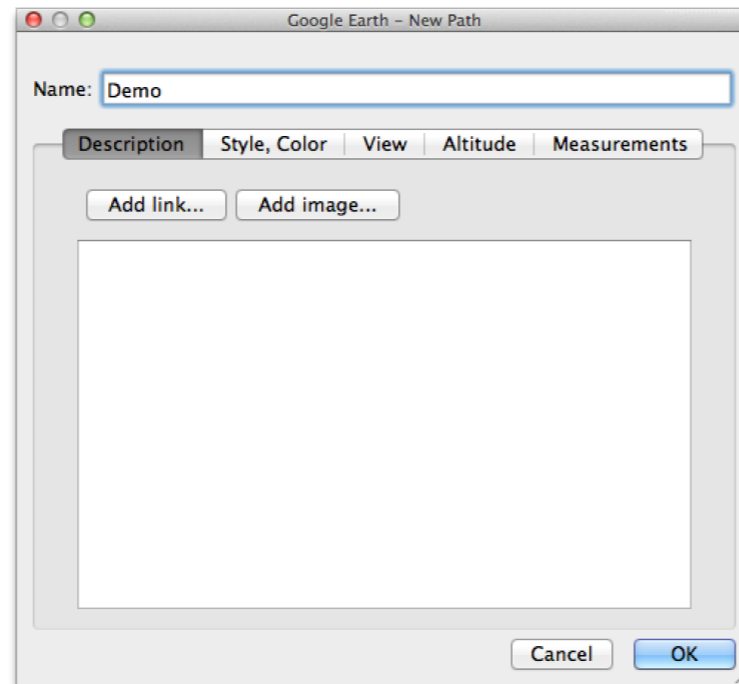 Google Earth – New Path
Name: Demo
Description Style, Color View Altitude Measurements
Add link... Add image...
Cancel OK